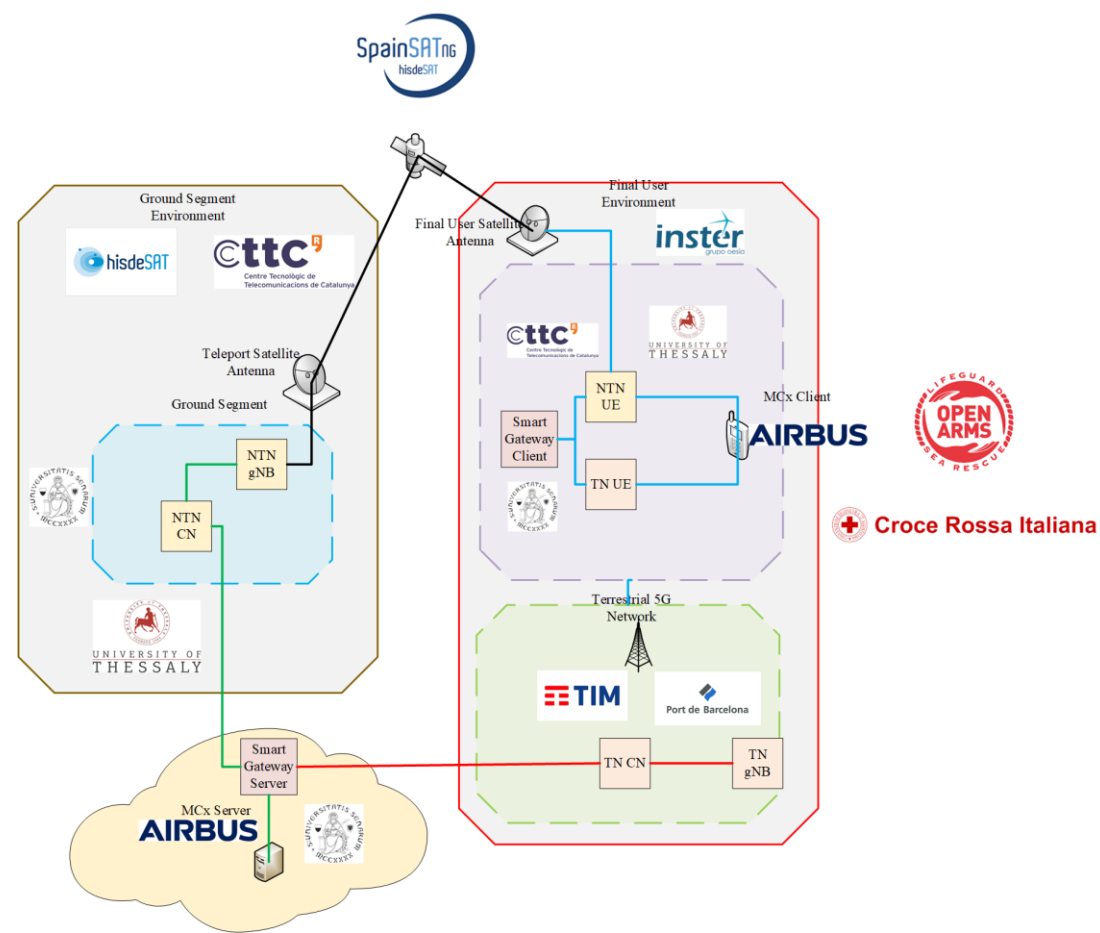 SpainSATNG
hisdeSAT
Ground Segment
Environment
hisdeSAT
cttc R
Centre Tecnològic de
Telecomunicacions de Catalunya
Teleport Satellite
Antenna
Ground Segment
NTN
gNB
NTN
CN
UNIVERSITY OF
THESSALY
Final User
Environment
Final User Satellite
Antenna
inster
grupo oesía
cttc R
Centre Tecnològic de
Telecomunicacions de Catalunya
UNIVERSITY OF
THESSALY
NTN
UE
Smart
Gateway
Client
TN UE
MCx Client
AIRBUS
LIFEGUARD
OPEN
ARMS
SEA RESCUE
Croce Rossa Italiana
Terrestrial 5G
Network
TIM
Port de Barcelona
TN CN
TN
gNB
Smart
Gateway
Server
MCx Server
AIRBUS